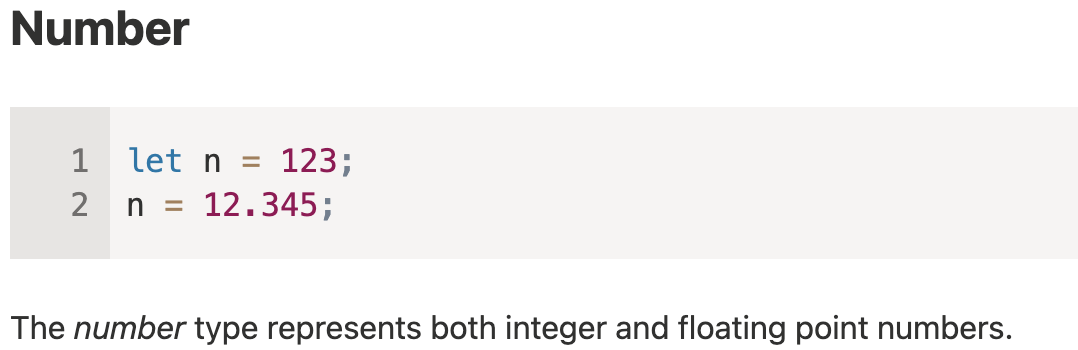 Number
1 let n = 123;
2 n = 12.345;
The number type represents both integer and floating point numbers.